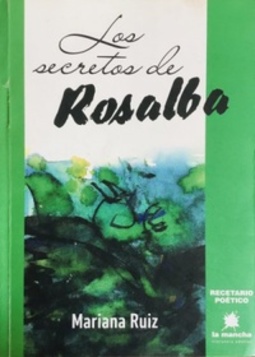 Los
secretos de
Rosalba
RECETARIO
POÉTICO
la mancha
Mariana Ruiz